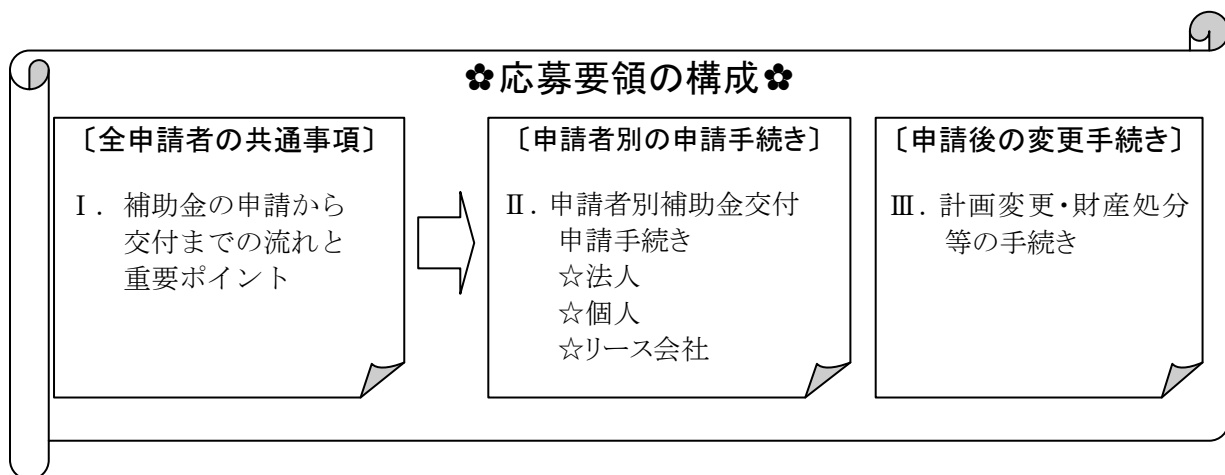 ✿応募要領の構成✿
〔全申請者の共通事項〕
Ⅰ．補助金の申請から
交付までの流れと
重要ポイント
〔申請者別の申請手続き〕
Ⅱ．申請者別補助金交付
申請手続き
☆法人
☆個人
☆リース会社
〔申請後の変更手続き〕
Ⅲ．計画変更・財産処分
等の手続き